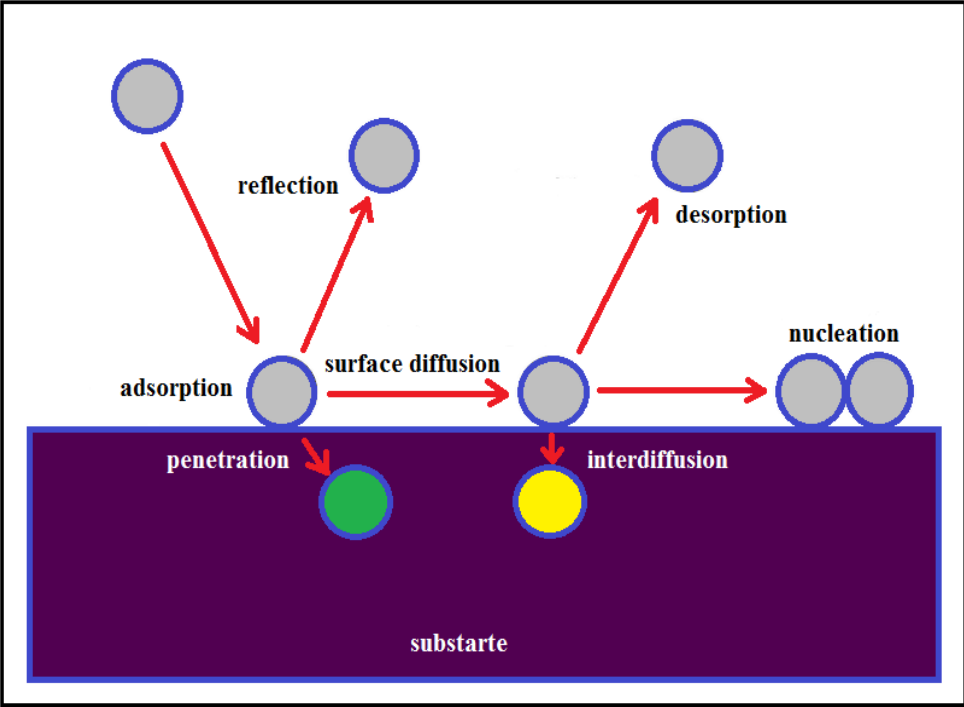 reflection
desorption
nucleation
surface diffusion
adsorption
penetration
interdiffusion
substarte